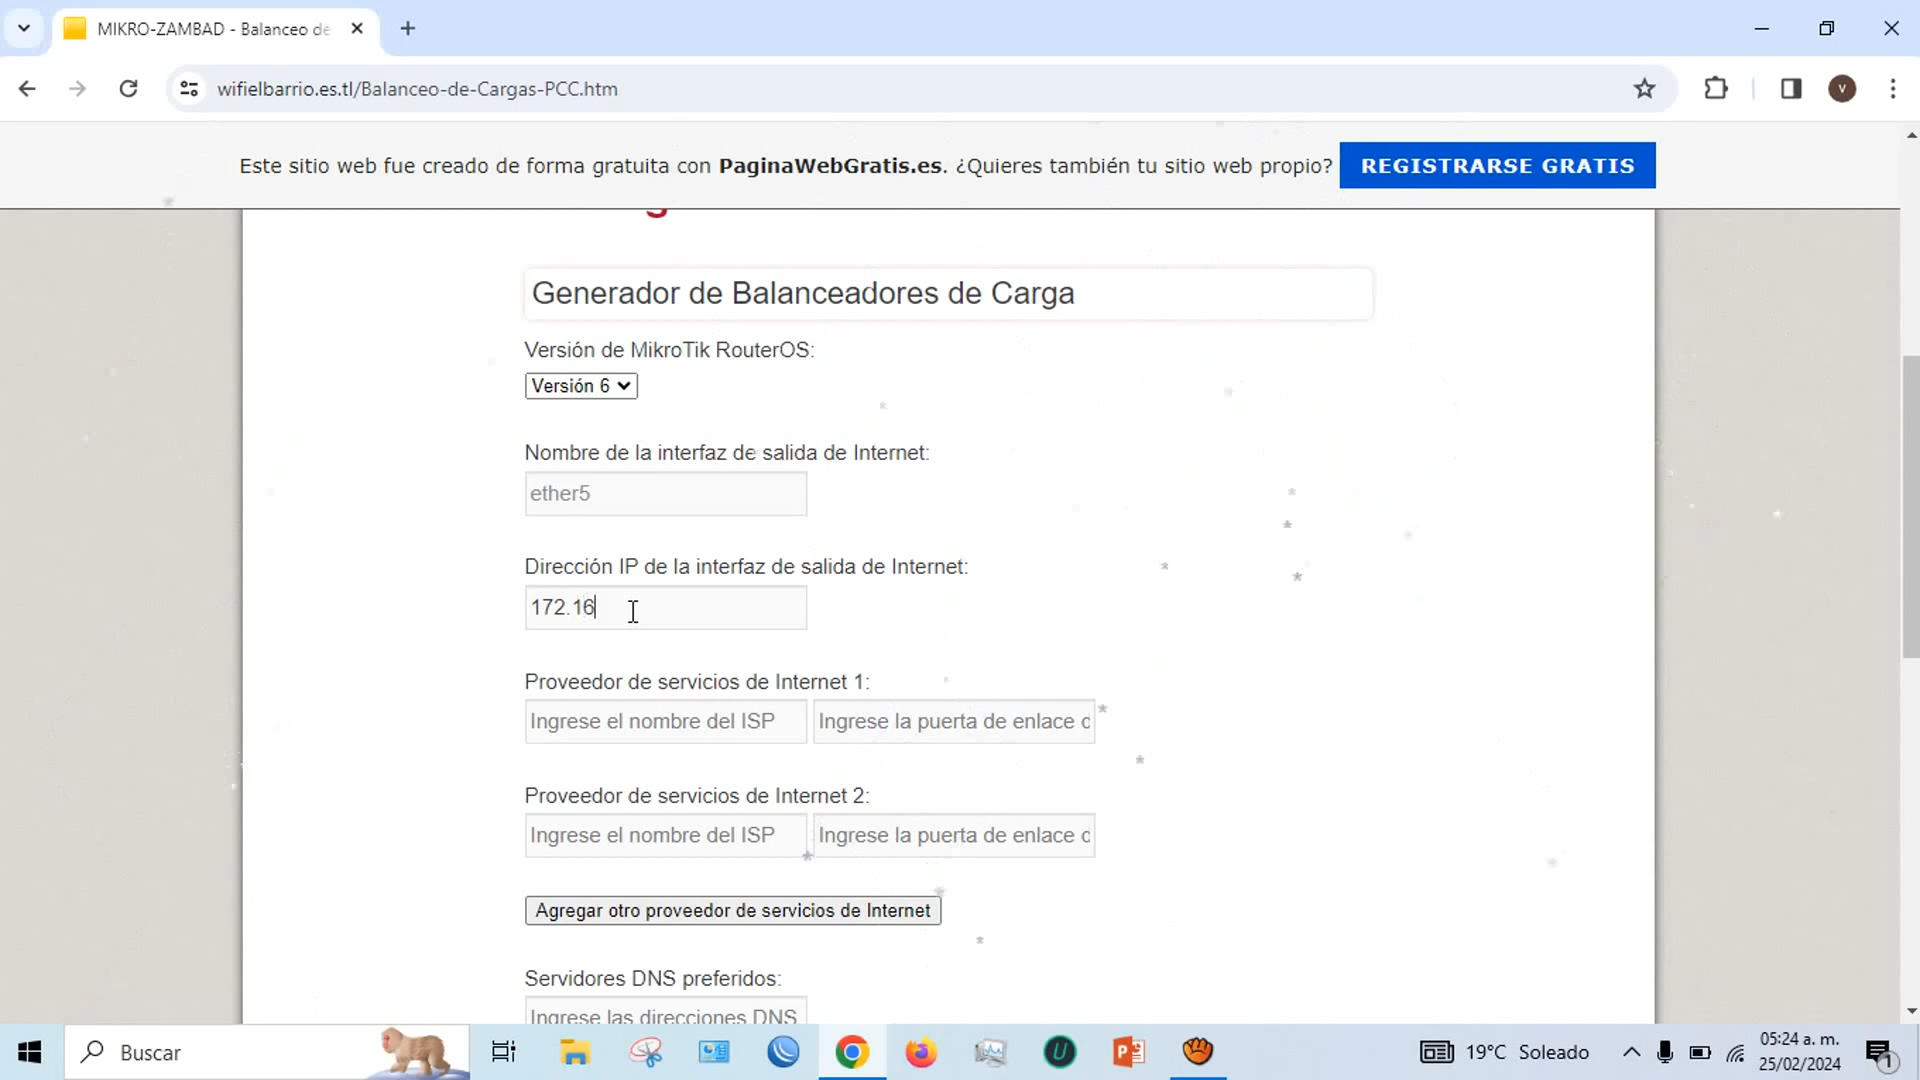 MIKRO-ZAMBAD - Balanceo de
wifielbarrio.es.tl/Balanceo-de-Cargas-PCC.htm
V
Este sitio web fue creado de forma gratuita con PaginaWebGratis.es. ¿Quieres también tu sitio web propio? REGISTRARSE GRATIS
Generador de Balanceadores de Carga
Versión de MikroTik RouterOS:
Versión 6
Nombre de la interfaz de salida de Internet:
ether5
Dirección IP de la interfaz de salida de Internet:
172.16
Proveedor de servicios de Internet 1:
Ingrese el nombre del ISP Ingrese la puerta de enlace d
Proveedor de servicios de Internet 2:
Ingrese el nombre del ISP Ingrese la puerta de enlace d
Agregar otro proveedor de servicios de Internet
Servidores DNS preferidos:
Ingrese las direcciones DNS
Buscar
19°C Soleado
05:24 a. m.
25/02/2024
1